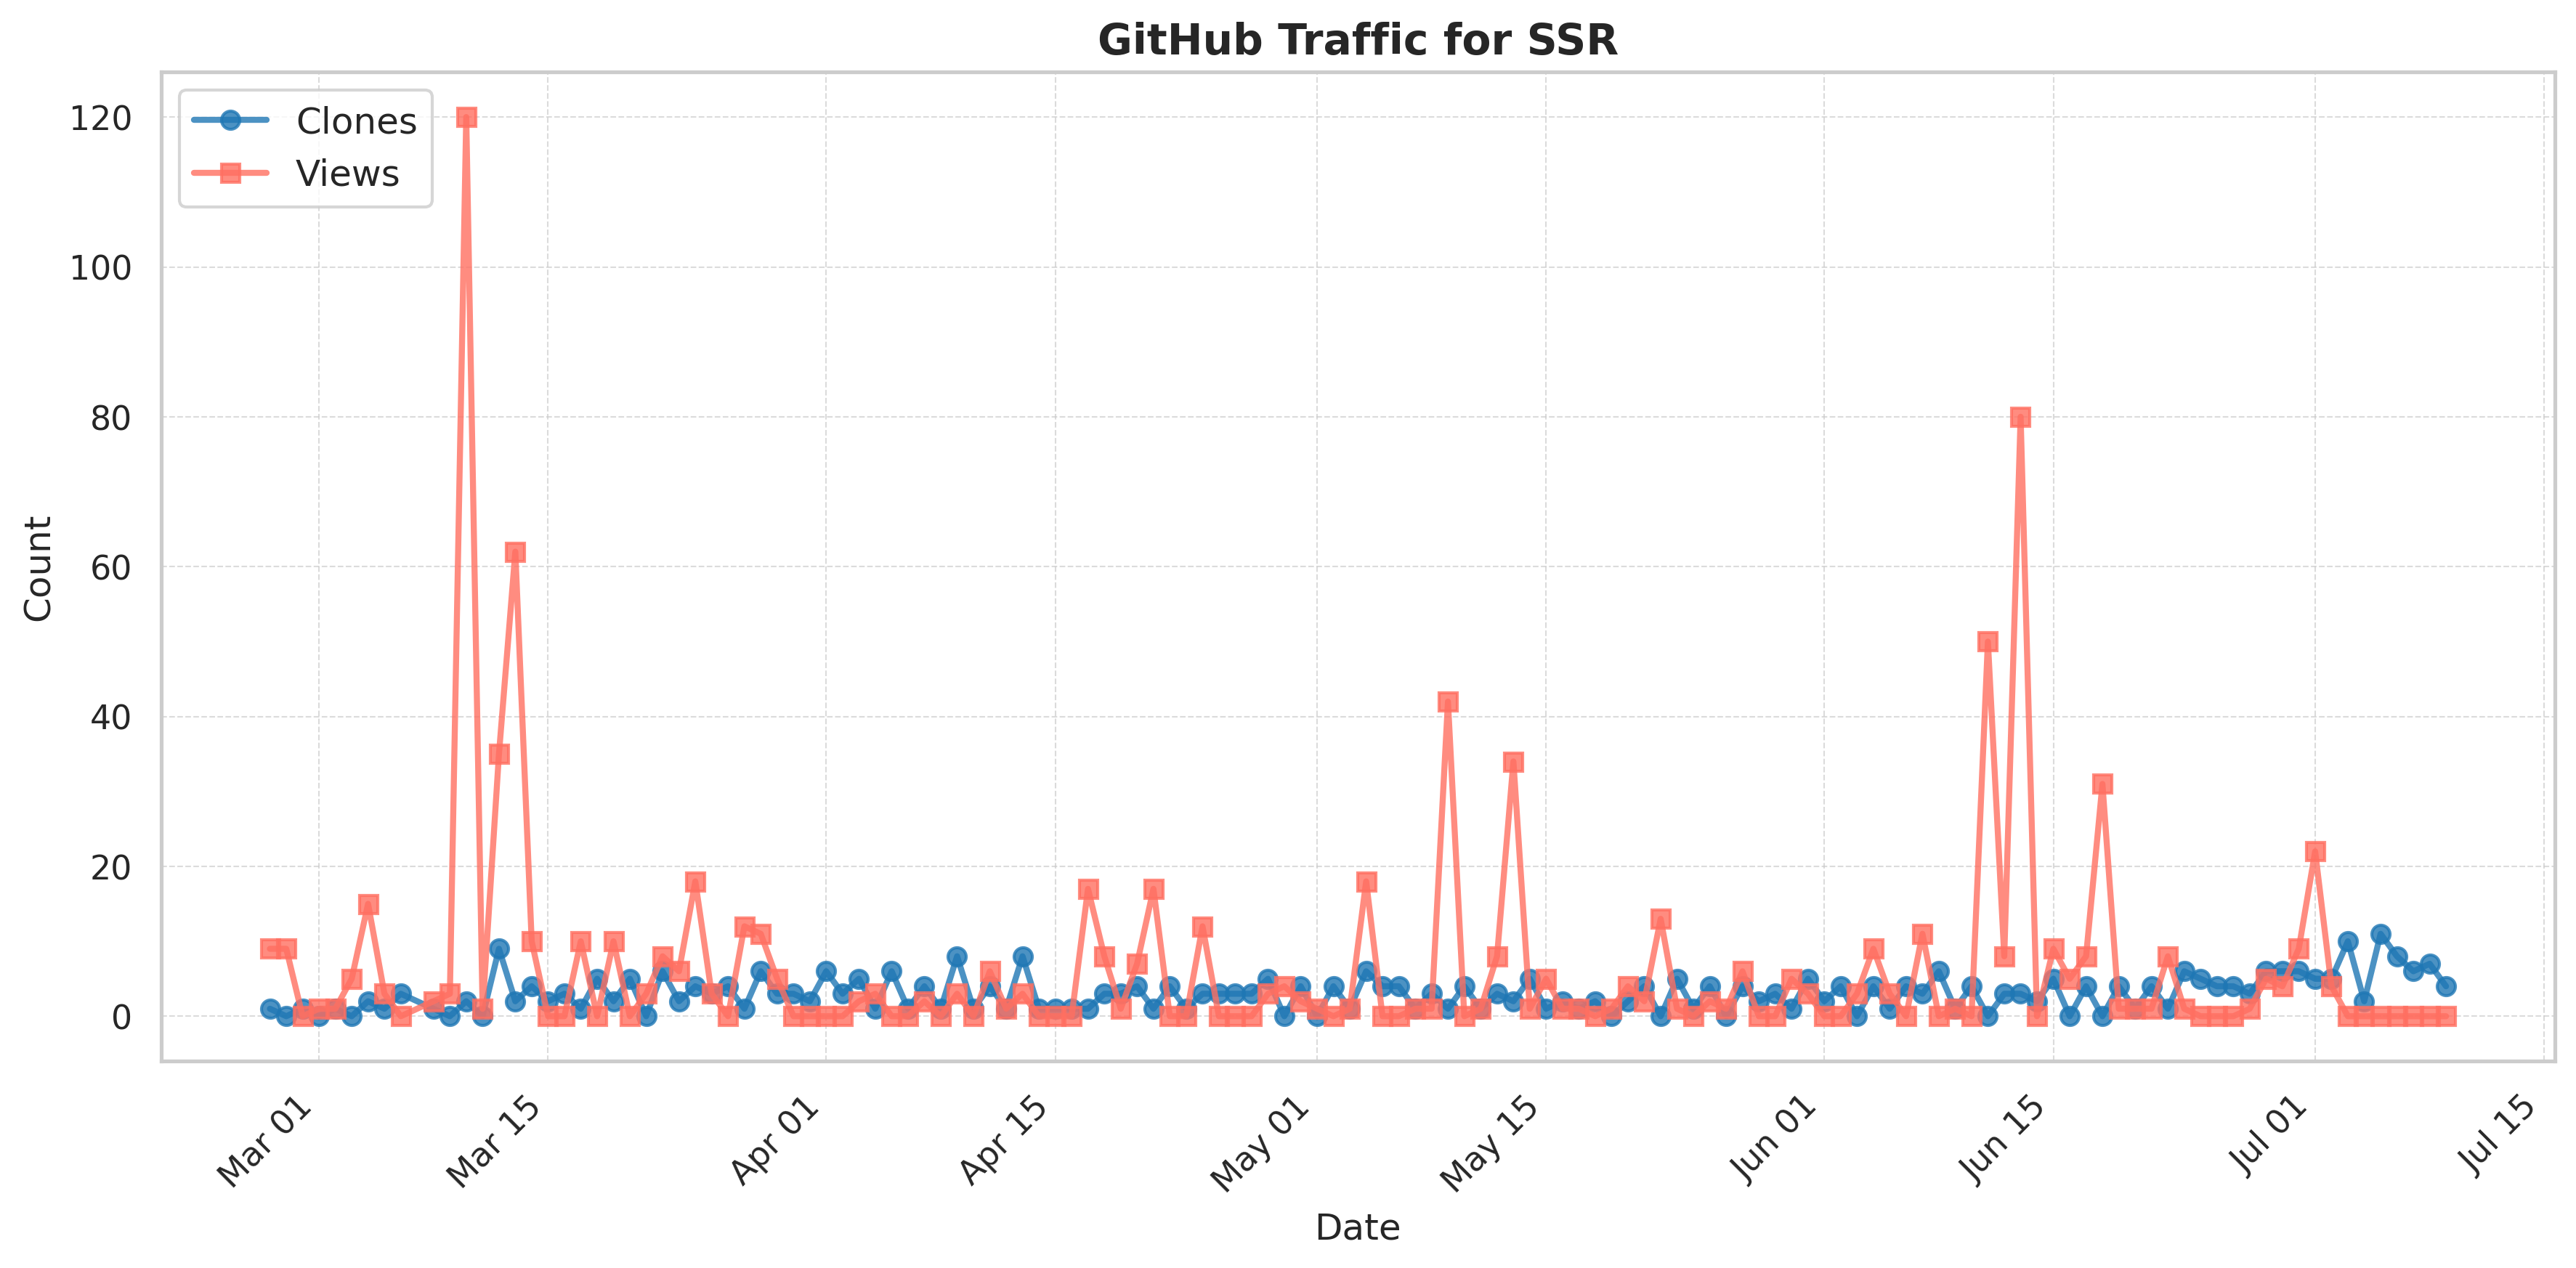 GitHub Traffic for SSR
Clones
Views
120
100
80
60
40
20
0
Count
Mar 01
Mar 15
Apr 01
Apr 15
May 01
May 15
Jun 01
Jun 15
Jul 01
Jul 15
Date